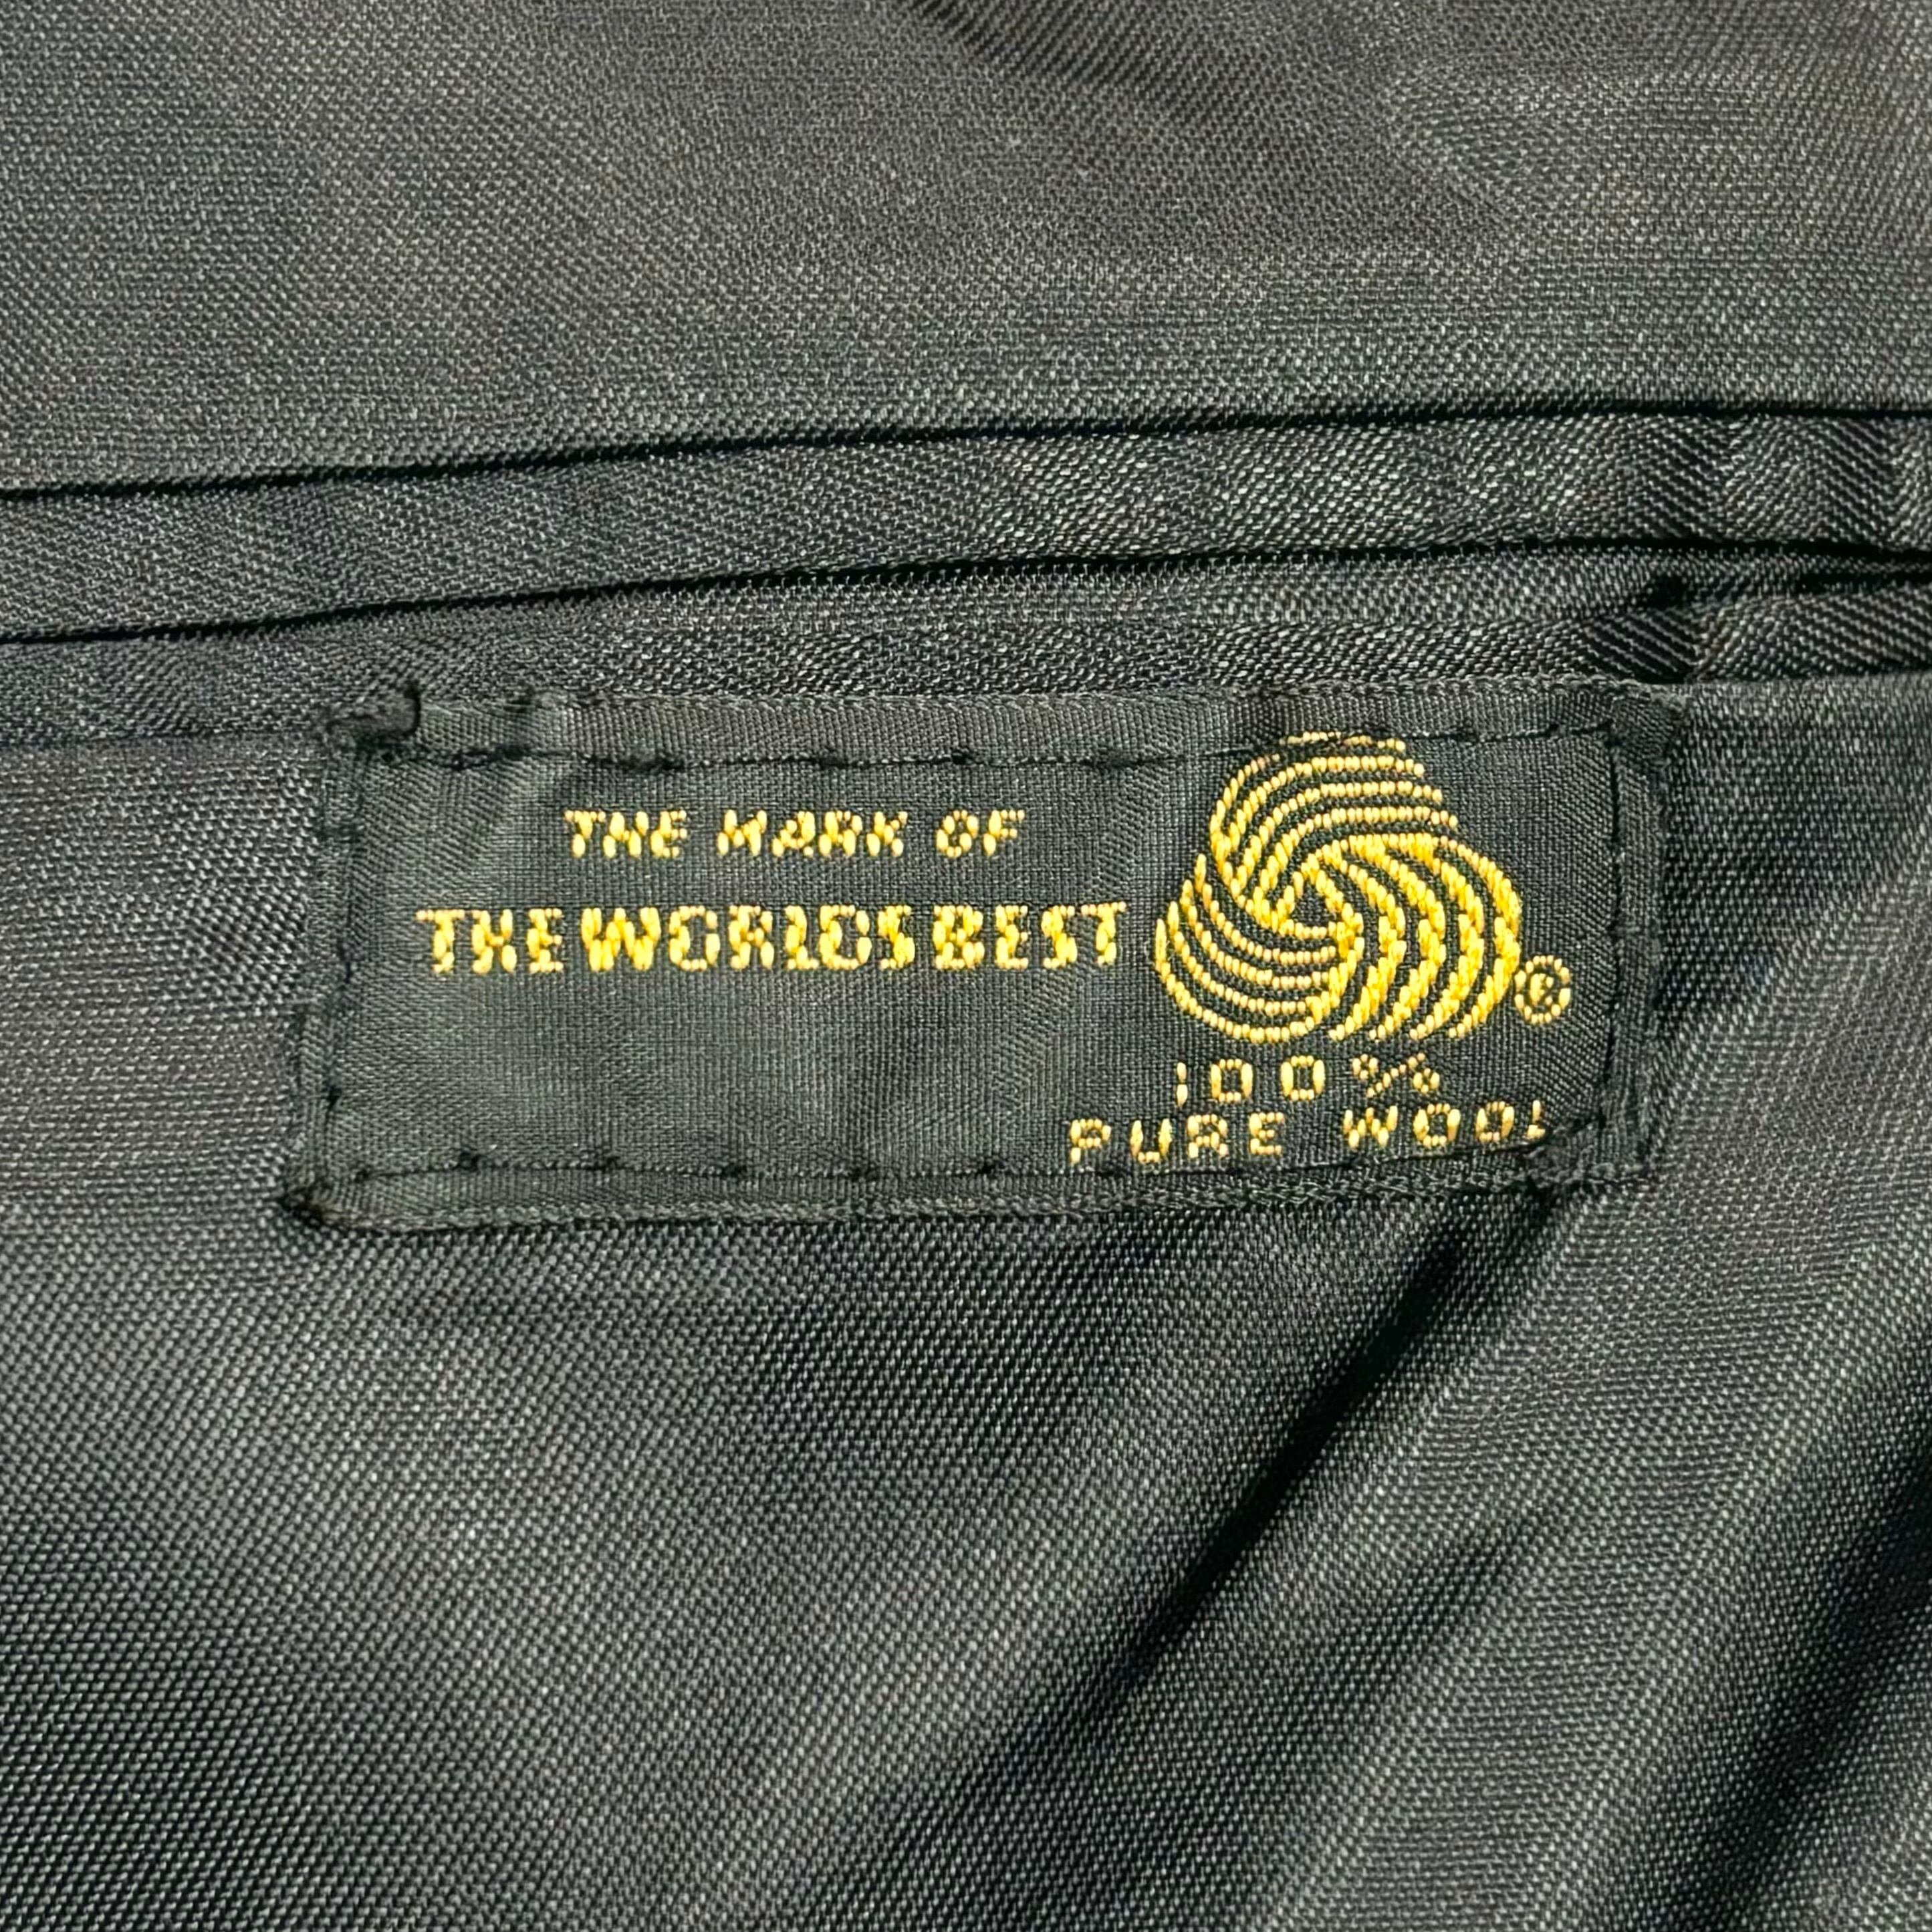 THE MARK OF
THE WORLDS BEST
®
100%
PURE WOOL